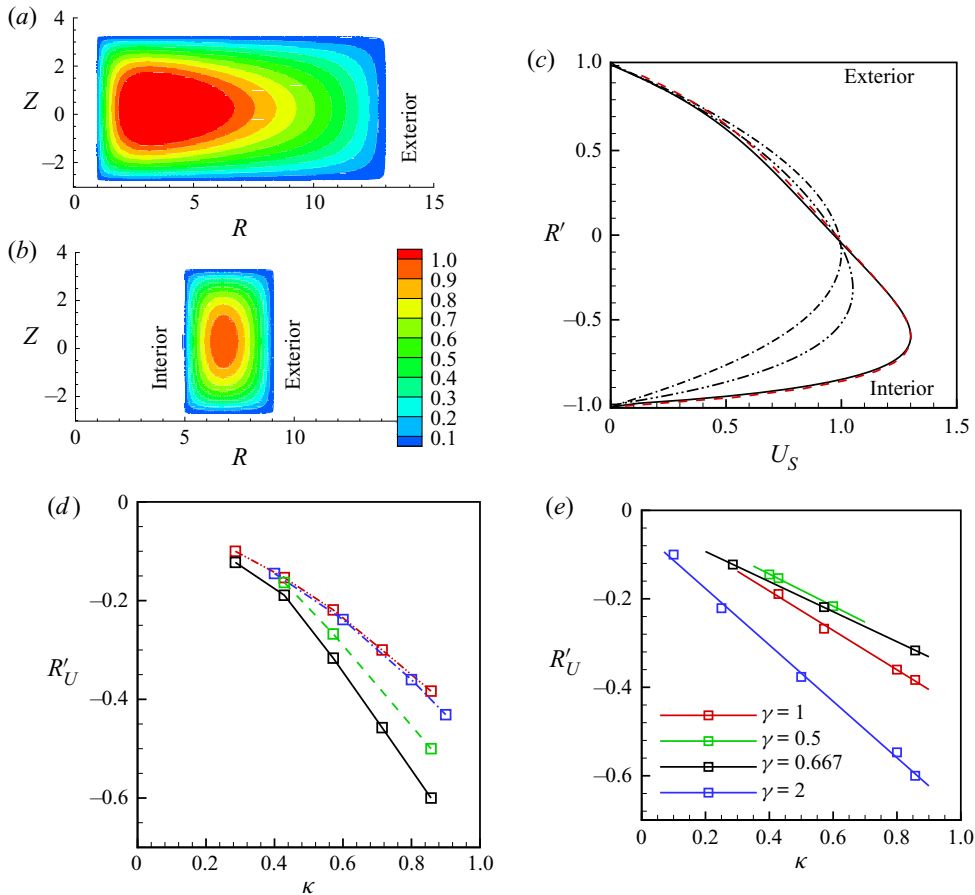 (a)
4
2
Z
0
−2
Exterior
0
5
10
15
R
(b)
4
2
Z
0
−2
Interior
Exterior
0
5
10
R
1.0
0.9
0.8
0.7
0.6
0.5
0.4
0.3
0.2
0.1
(c)
1.0
0.5
R′
0
−0.5
−1.0
Exterior
Interior
0
0.5
1.0
1.5
U_S
(d)
0
−0.2
R′_U
−0.4
−0.6
0
0.2
0.4
0.6
0.8
1.0
κ
(e)
0
−0.2
R′_U
−0.4
−0.6
γ = 1
γ = 0.5
γ = 0.667
γ = 2
0
0.2
0.4
0.6
0.8
1.0
κ